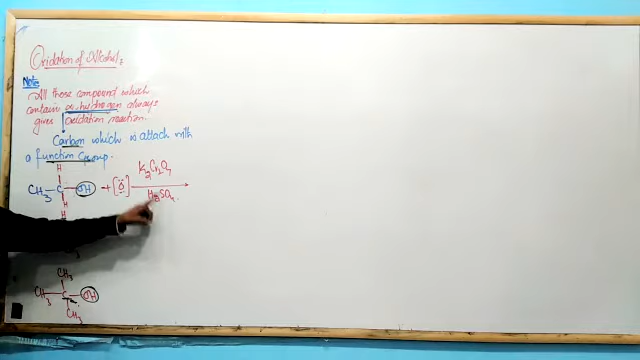 Oxidation of Alcohol:
Note
All those compound which
contain α-hydrogen always
gives oxidation reaction.
Carbon which is attach with
a function Group.
H
K2Cr2O7
CH3-C-OH + [O]
H2SO4
H
H
CH3
CH3-C-OH
CH3